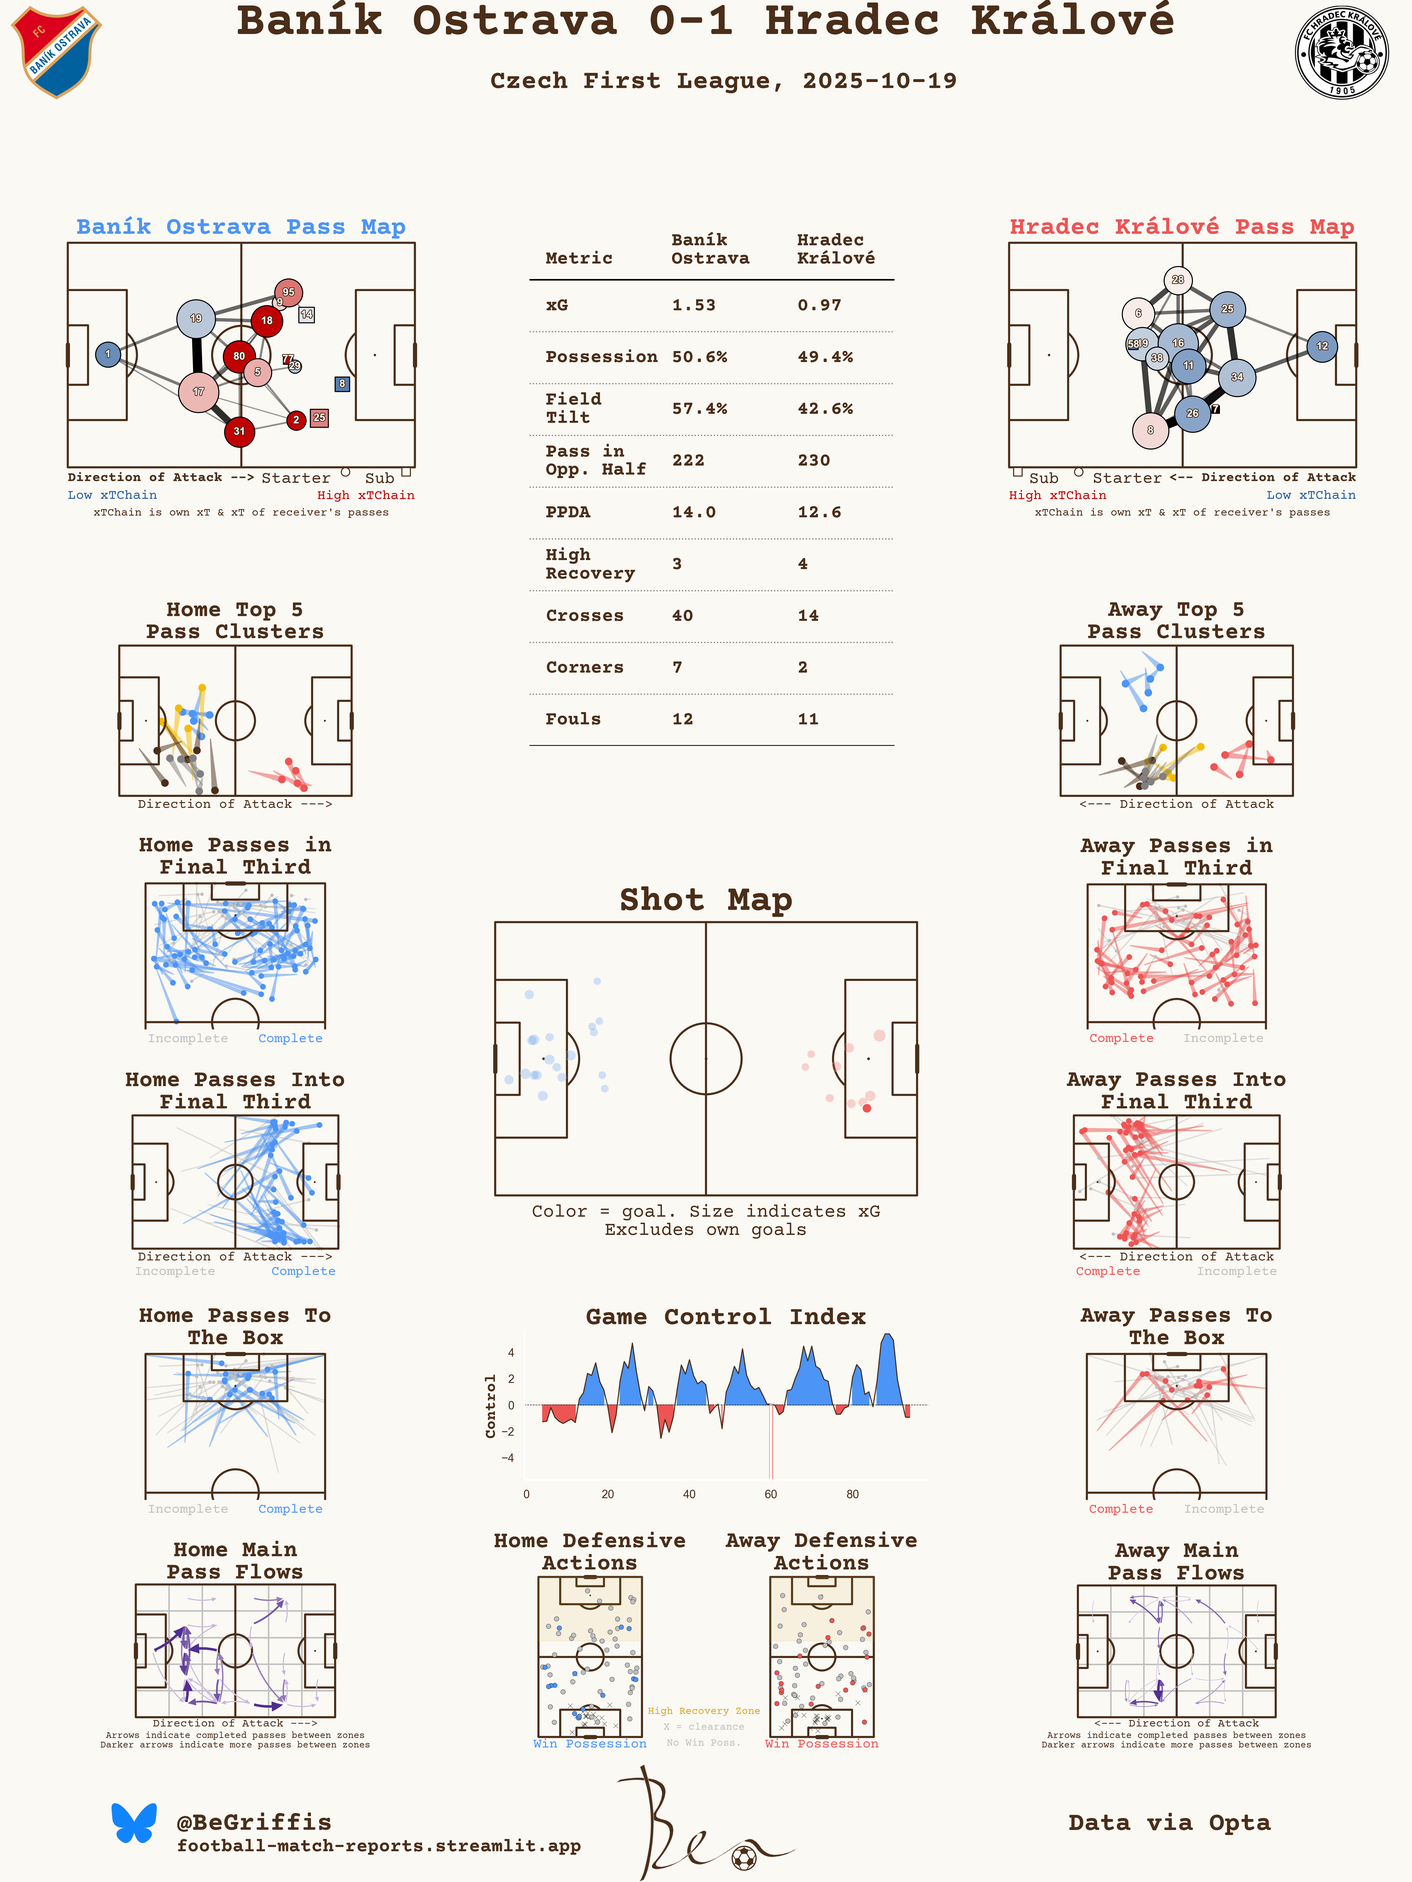 Baník Ostrava 0-1 Hradec Králové
Czech First League, 2025-10-19
FC
BANÍK OSTRAVA
FC HRADEC KRÁLOVÉ
1905
Baník Ostrava Pass Map
1
19
17
31
80
5
18
95
9
14
77
29
8
2
25
Direction of Attack --> Starter Sub
Low xTChain High xTChain
xTChain is own xT & xT of receiver's passes
Metric Baník Ostrava Hradec Králové
xG 1.53 0.97
Possession 50.6% 49.4%
Field Tilt 57.4% 42.6%
Pass in Opp. Half 222 230
PPDA 14.0 12.6
High Recovery 3 4
Crosses 40 14
Corners 7 2
Fouls 12 11
Hradec Králové Pass Map
28
6
25
58
16
38
11
12
34
26
7
8
Sub Starter <-- Direction of Attack
High xTChain Low xTChain
xTChain is own xT & xT of receiver's passes
Home Top 5
Pass Clusters
Direction of Attack --->
Away Top 5
Pass Clusters
<--- Direction of Attack
Home Passes in
Final Third
Incomplete Complete
Away Passes in
Final Third
Complete Incomplete
Shot Map
Color = goal. Size indicates xG
Excludes own goals
Home Passes Into
Final Third
Direction of Attack --->
Incomplete Complete
Away Passes Into
Final Third
<--- Direction of Attack
Complete Incomplete
Home Passes To
The Box
Incomplete Complete
Game Control Index
Control
4
2
0
−2
−4
0 20 40 60 80
Away Passes To
The Box
Complete Incomplete
Home Main
Pass Flows
Direction of Attack --->
Arrows indicate completed passes between zones
Darker arrows indicate more passes between zones
Home Defensive
Actions
Win Possession
Away Defensive
Actions
Win Possession
High Recovery Zone
X = clearance
No Win Poss.
Away Main
Pass Flows
<--- Direction of Attack
Arrows indicate completed passes between zones
Darker arrows indicate more passes between zones
@BeGriffis
football-match-reports.streamlit.app
Ben
Data via Opta